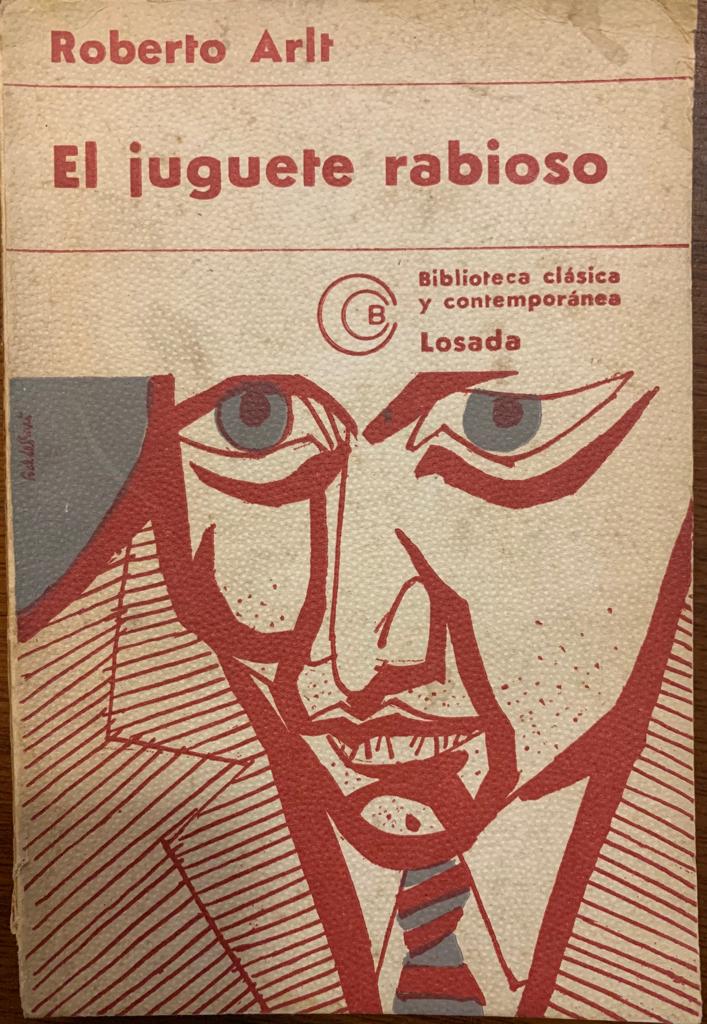 Roberto Arlt
El juguete rabioso
B
Biblioteca clásica
y contemporánea
Losada